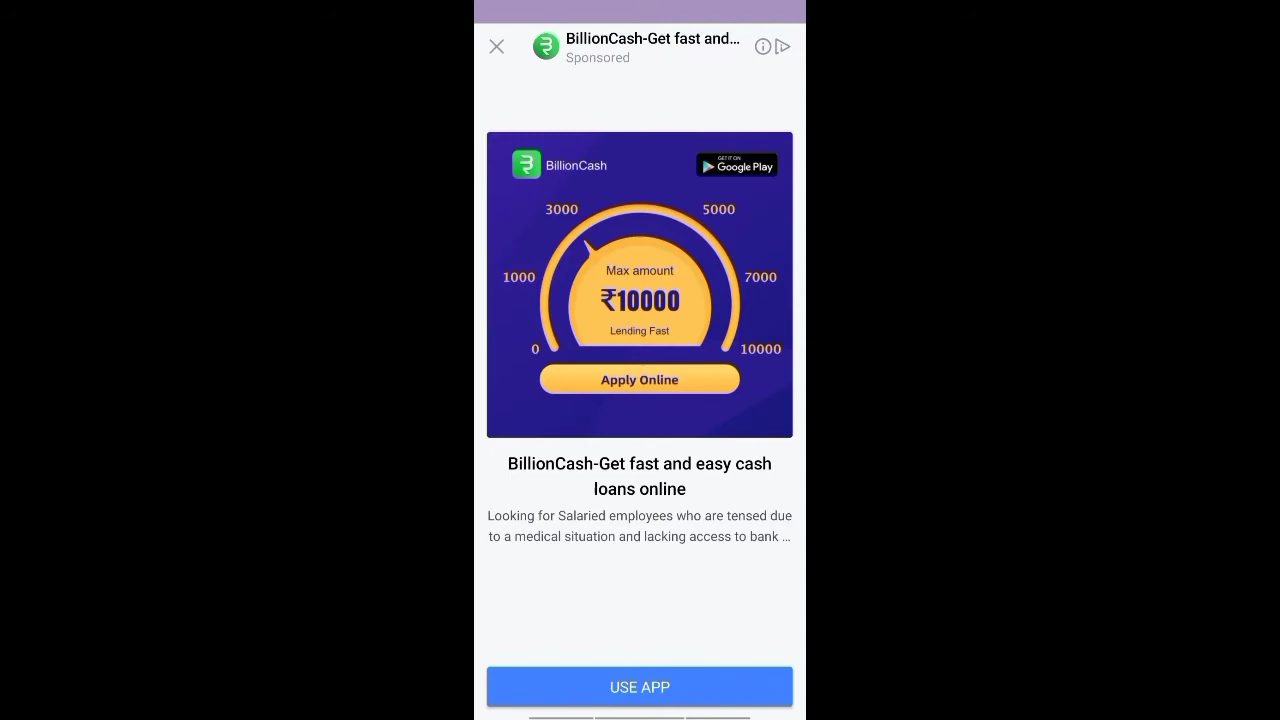 BillionCash-Get fast and...
Sponsored
BillionCash
GET IT ON
Google Play
3000
5000
1000
7000
Max amount
₹10000
Lending Fast
0
10000
Apply Online
BillionCash-Get fast and easy cash
loans online
Looking for Salaried employees who are tensed due
to a medical situation and lacking access to bank ...
USE APP